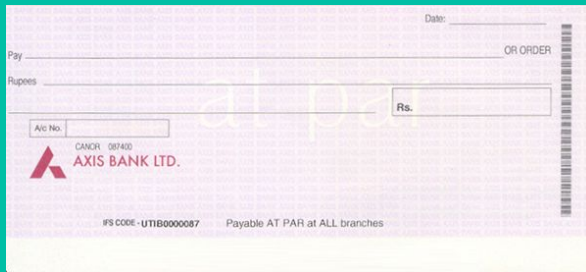 Date:
Pay OR ORDER
Rupees
at par
Rs.
A/c No.
CANOR 087400
AXIS BANK LTD.
IFS CODE - UTIB0000087 Payable AT PAR at ALL branches